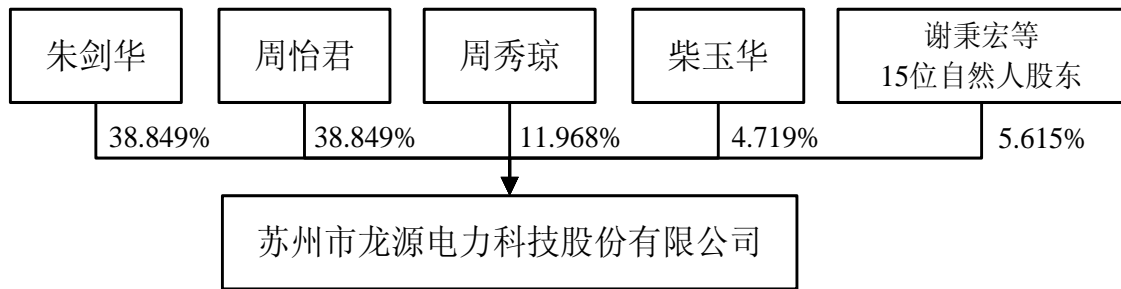 朱剑华
周怡君
周秀琼
柴玉华
谢秉宏等
15位自然人股东
38.849%
38.849%
11.968%
4.719%
5.615%
苏州市龙源电力科技股份有限公司